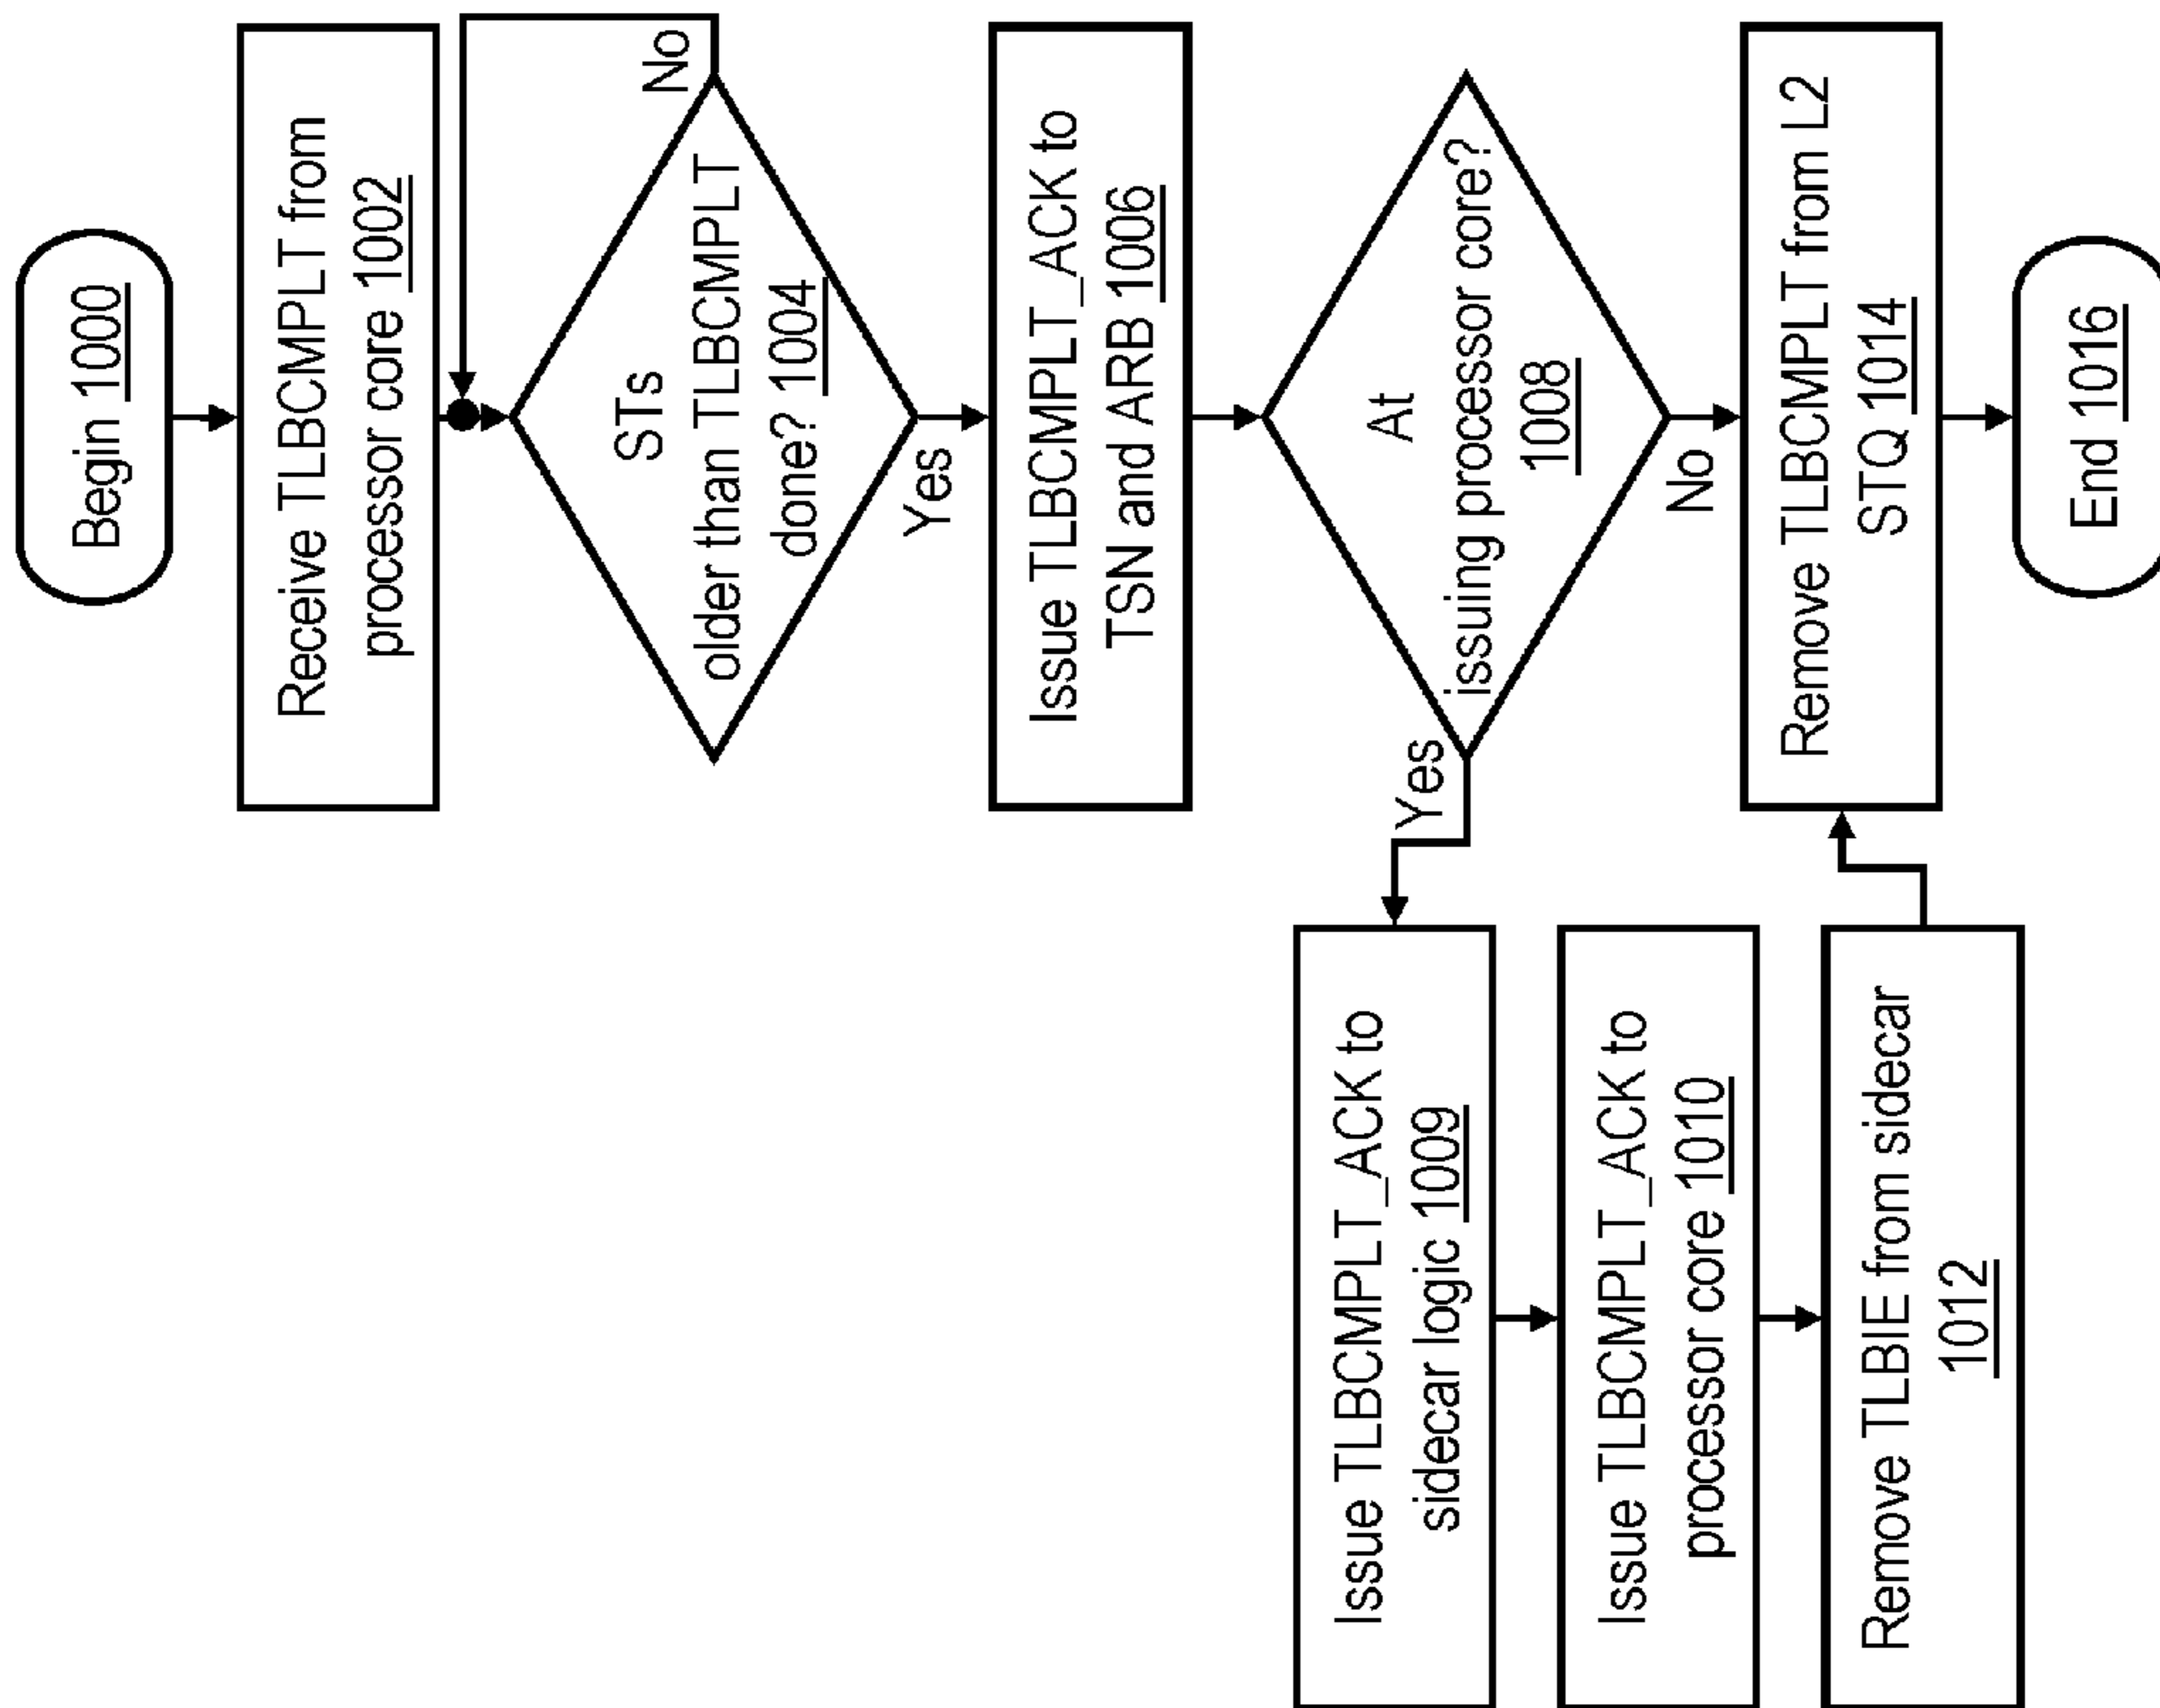 Begin 1000
Receive TLBCMPLT from
processor core 1002
STs
older than TLBCMPLT
done? 1004
No
Yes
Issue TLBCMPLT_ACK to
TSN and ARB 1006
At
issuing processor core?
1008
Yes
No
Issue TLBCMPLT_ACK to
sidecar logic 1009
Issue TLBCMPLT_ACK to
processor core 1010
Remove TLBIE from sidecar
1012
Remove TLBCMPLT from L2
STQ 1014
End 1016